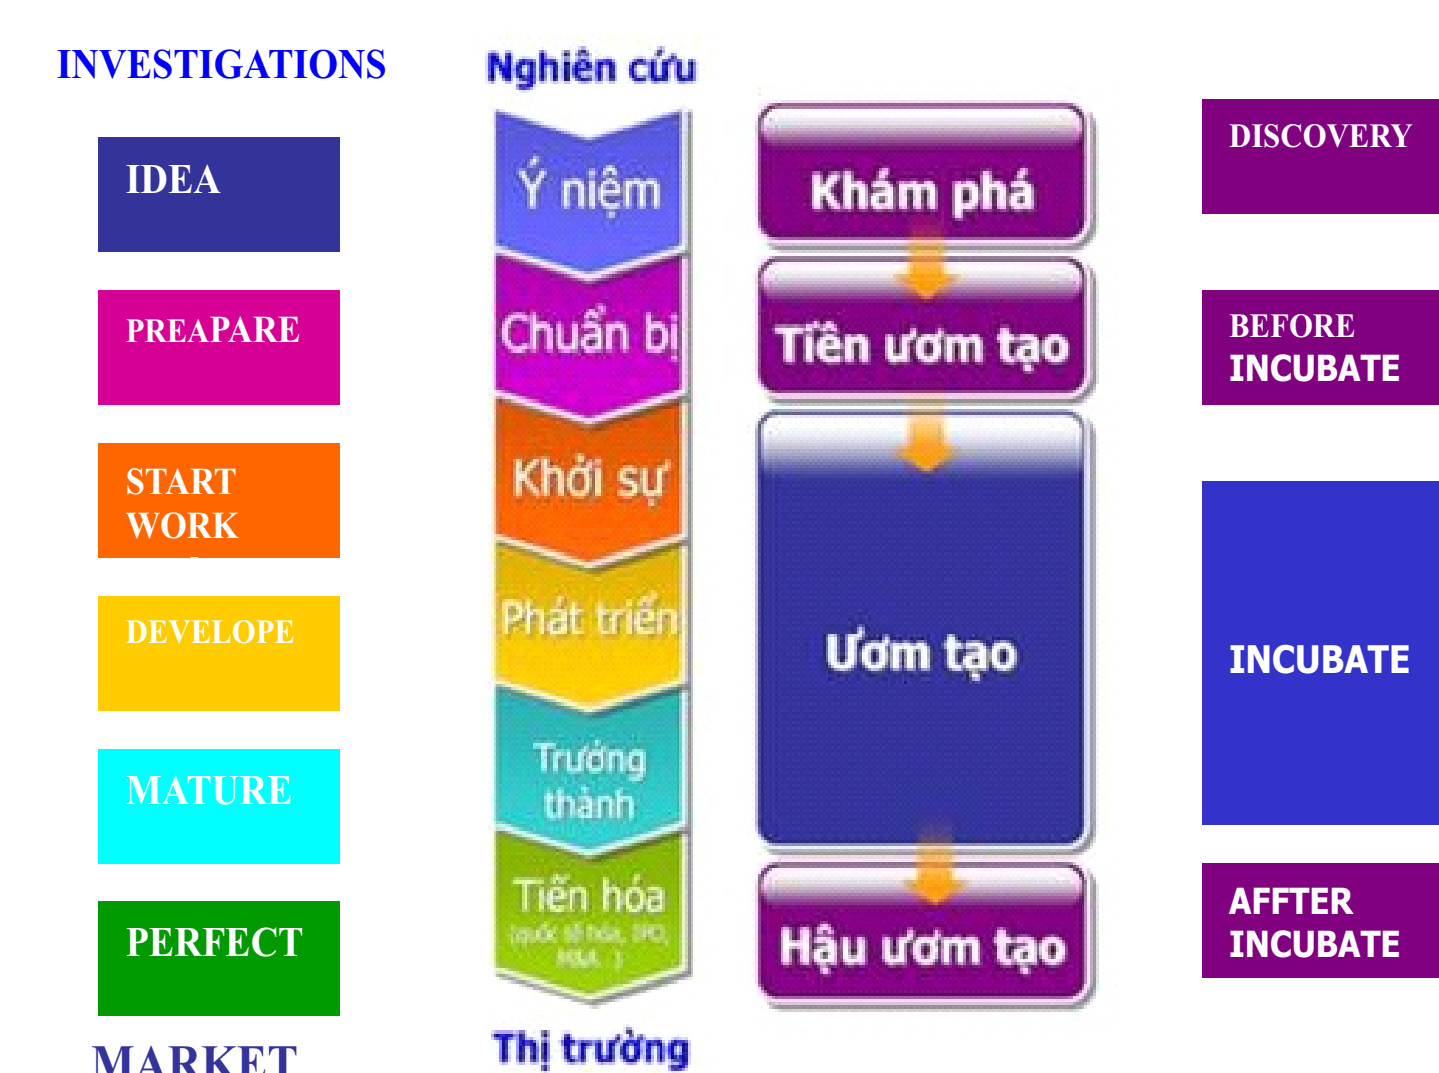 INVESTIGATIONS
IDEA
PREAPARE
START
WORK
DEVELOPE
MATURE
PERFECT
MARKET
Nghiên cứu
Ý niệm
Chuẩn bị
Khởi sự
Phát triển
Trưởng
thành
Tiến hóa
Thị trường
Khám phá
Tiền ươm tạo
Ươm tạo
Hậu ươm tạo
DISCOVERY
BEFORE
INCUBATE
INCUBATE
AFFTER
INCUBATE